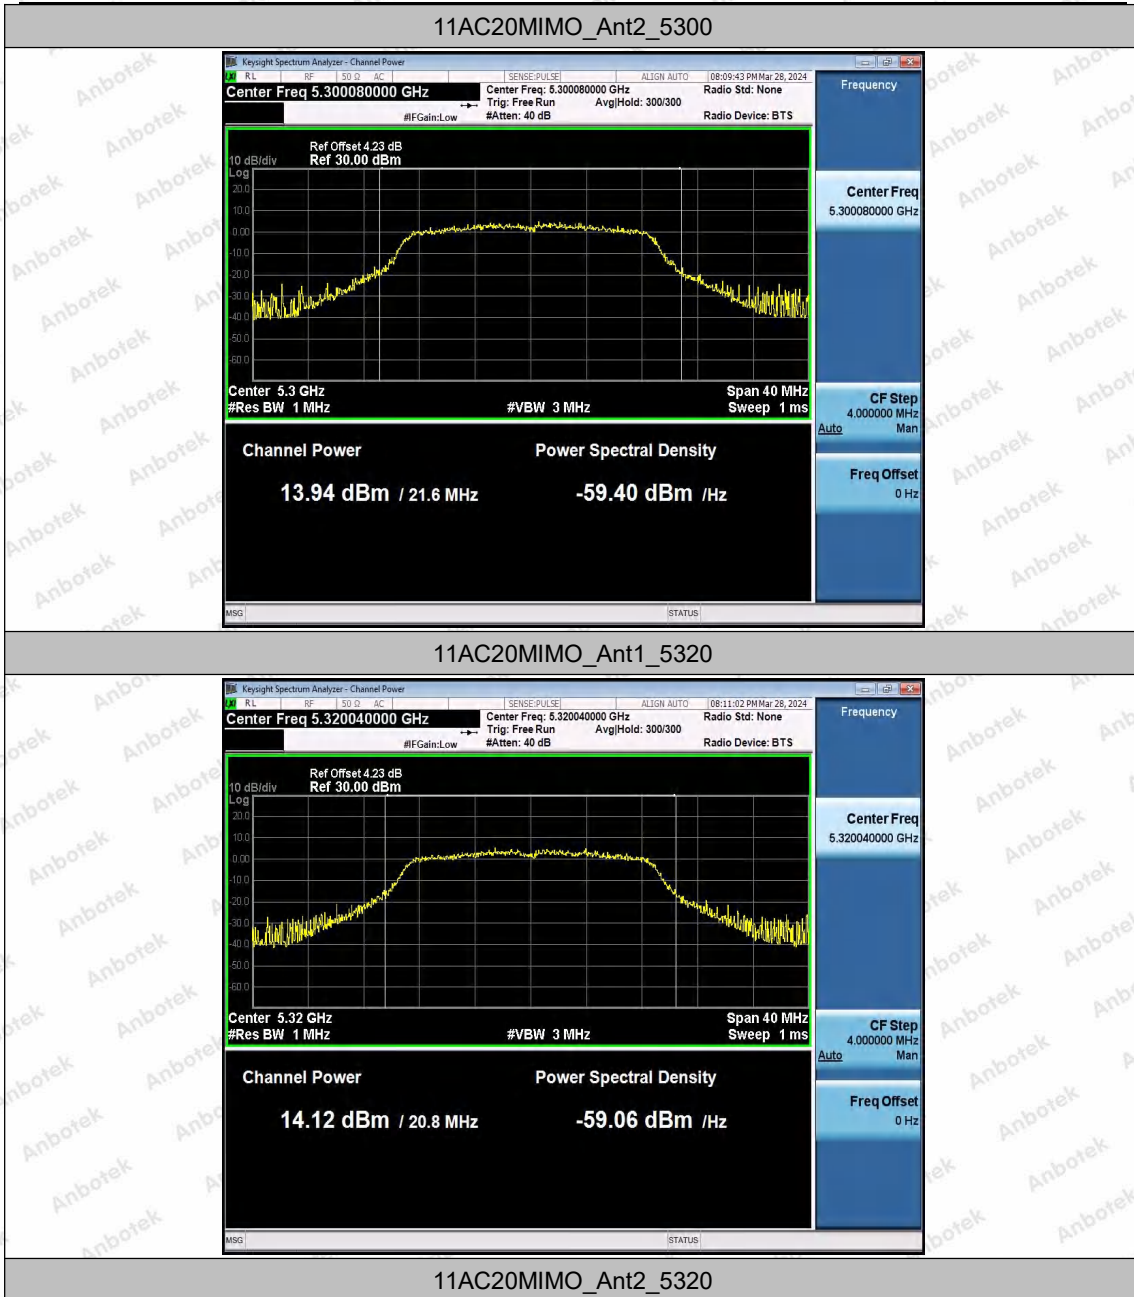 11AC20MIMO_Ant2_5300
Keysight Spectrum Analyzer - Channel Power
LXI RL RF 50 Ω AC SENSE:PULSE ALIGN AUTO 08:09:43 PM Mar 28, 2024
Center Freq 5.300080000 GHz
Center Freq: 5.300080000 GHz Radio Std: None
Trig: Free Run Avg|Hold: 300/300
#IFGain:Low #Atten: 40 dB Radio Device: BTS
Frequency
Ref Offset 4.23 dB
10 dB/div Ref 30.00 dBm
Log
20.0
10.0
0.00
-10.0
-20.0
-30.0
-40.0
-50.0
-60.0
Center Freq
5.300080000 GHz
Center 5.3 GHz Span 40 MHz
#Res BW 1 MHz #VBW 3 MHz Sweep 1 ms
CF Step
4.000000 MHz
Auto Man
Freq Offset
0 Hz
Channel Power Power Spectral Density
13.94 dBm / 21.6 MHz -59.40 dBm /Hz
MSG STATUS
11AC20MIMO_Ant1_5320
Keysight Spectrum Analyzer - Channel Power
LXI RL RF 50 Ω AC SENSE:PULSE ALIGN AUTO 08:11:02 PM Mar 28, 2024
Center Freq 5.320040000 GHz
Center Freq: 5.320040000 GHz Radio Std: None
Trig: Free Run Avg|Hold: 300/300
#IFGain:Low #Atten: 40 dB Radio Device: BTS
Frequency
Ref Offset 4.23 dB
10 dB/div Ref 30.00 dBm
Log
20.0
10.0
0.00
-10.0
-20.0
-30.0
-40.0
-50.0
-60.0
Center Freq
5.320040000 GHz
Center 5.32 GHz Span 40 MHz
#Res BW 1 MHz #VBW 3 MHz Sweep 1 ms
CF Step
4.000000 MHz
Auto Man
Freq Offset
0 Hz
Channel Power Power Spectral Density
14.12 dBm / 20.8 MHz -59.06 dBm /Hz
MSG STATUS
11AC20MIMO_Ant2_5320
Anbotek